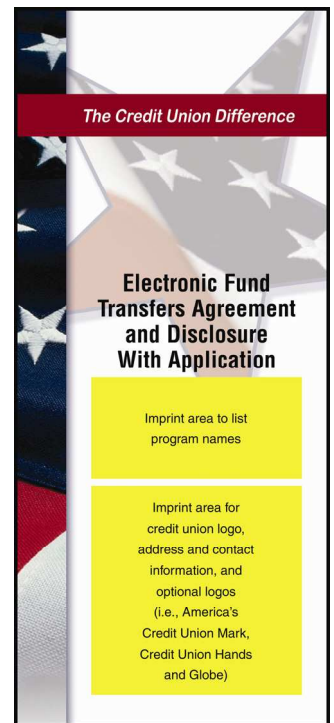 The Credit Union Difference
Electronic Fund
Transfers Agreement
and Disclosure
With Application
Imprint area to list
program names
Imprint area for
credit union logo,
address and contact
information, and
optional logos
(i.e., America's
Credit Union Mark,
Credit Union Hands
and Globe)